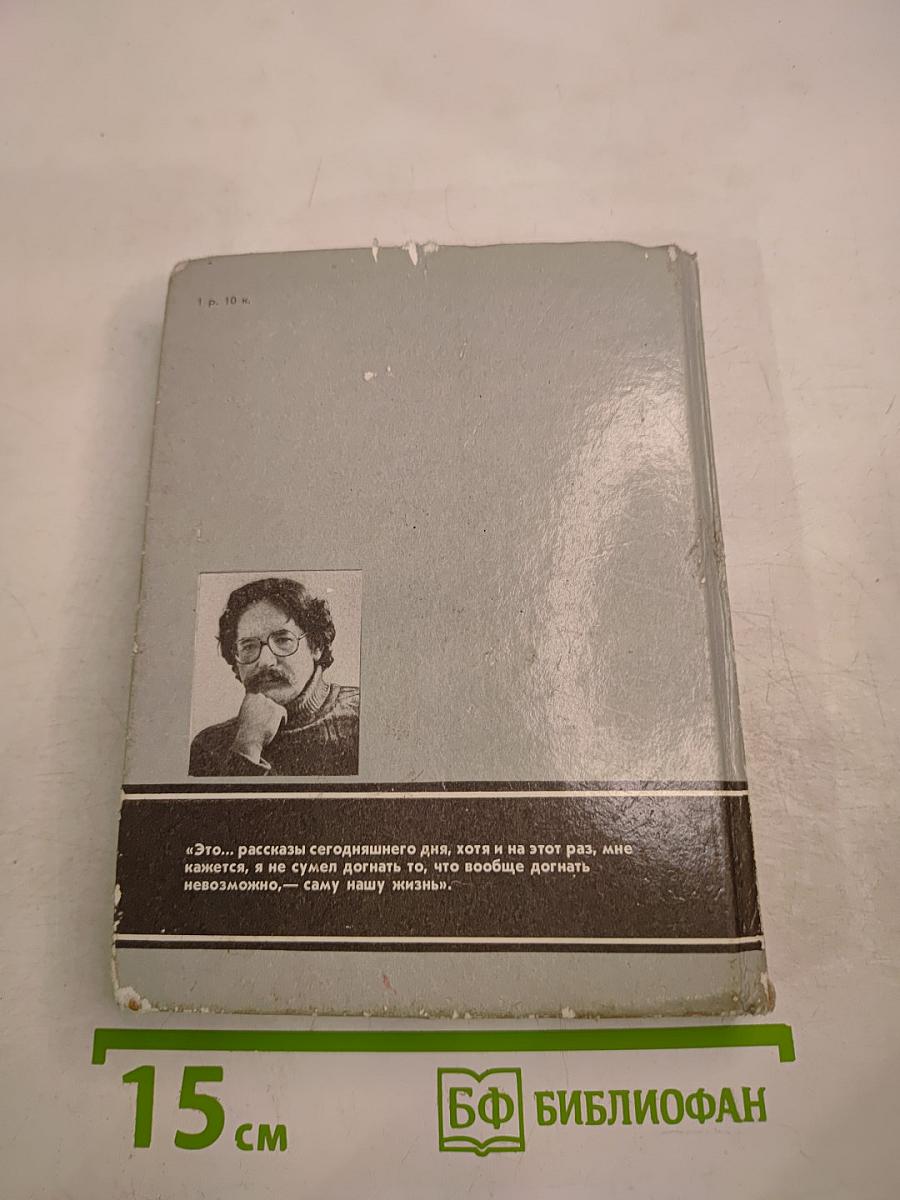 1 р. 10 к.
«Это... рассказы сегодняшнего дня, хотя и на этот раз, мне
кажется, я не сумел догнать то, что вообще догнать
невозможно,— саму нашу жизнь».
15 см
БФ БИБЛИОФАН